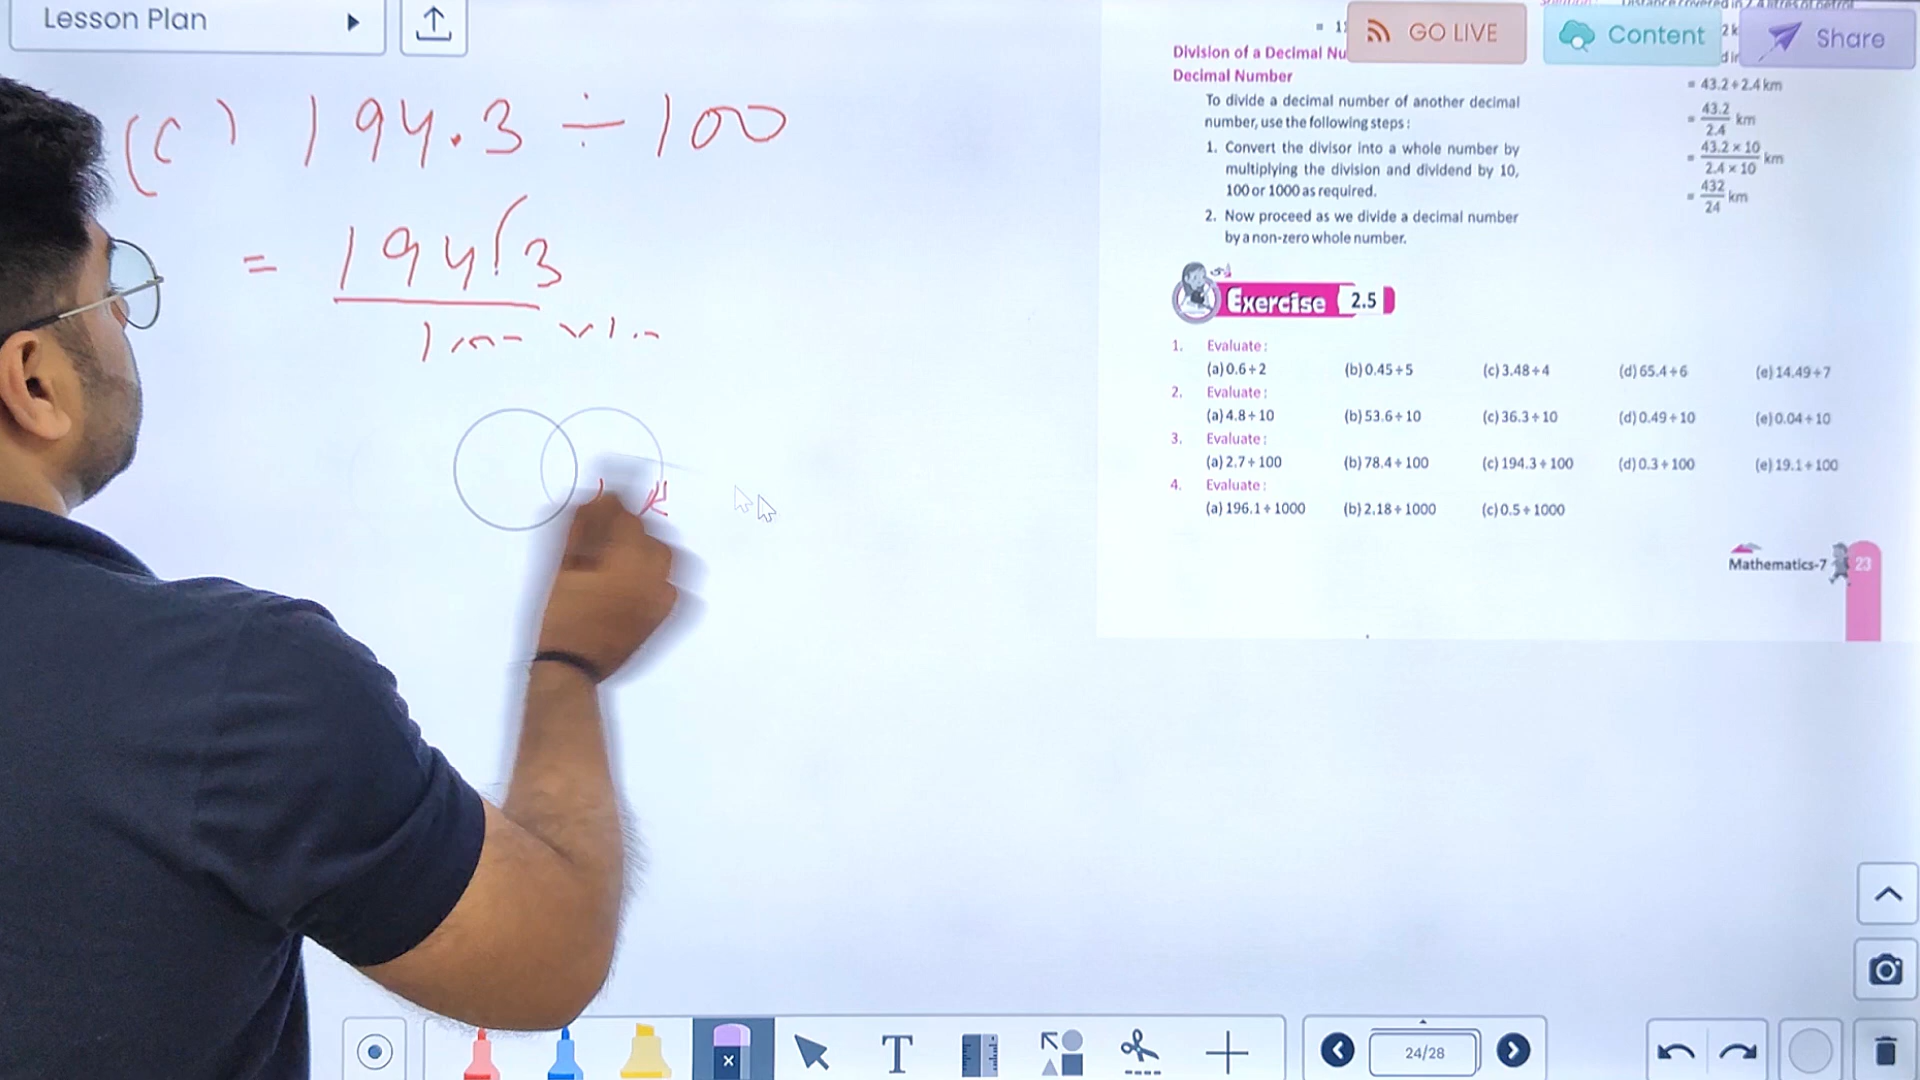 Lesson Plan
(c) 194.3 ÷ 100
= 194.3
100 × 10
GO LIVE
Content
Share
Division of a Decimal Nu
Decimal Number
To divide a decimal number of another decimal
number, use the following steps :
1. Convert the divisor into a whole number by
multiplying the division and dividend by 10,
100 or 1000 as required.
2. Now proceed as we divide a decimal number
by a non-zero whole number.
= 43.2 ÷ 2.4 km
= 43.2/2.4 km
= 43.2 × 10/2.4 × 10 km
= 432/24 km
Exercise 2.5
1. Evaluate :
(a) 0.6 ÷ 2 (b) 0.45 ÷ 5 (c) 3.48 ÷ 4 (d) 65.4 ÷ 6 (e) 14.49 ÷ 7
2. Evaluate :
(a) 4.8 ÷ 10 (b) 53.6 ÷ 10 (c) 36.3 ÷ 10 (d) 0.49 ÷ 10 (e) 0.04 ÷ 10
3. Evaluate :
(a) 2.7 ÷ 100 (b) 78.4 ÷ 100 (c) 194.3 ÷ 100 (d) 0.3 ÷ 100 (e) 19.1 ÷ 100
4. Evaluate :
(a) 196.1 ÷ 1000 (b) 2.18 ÷ 1000 (c) 0.5 ÷ 1000
Mathematics-7 23
T
24/28